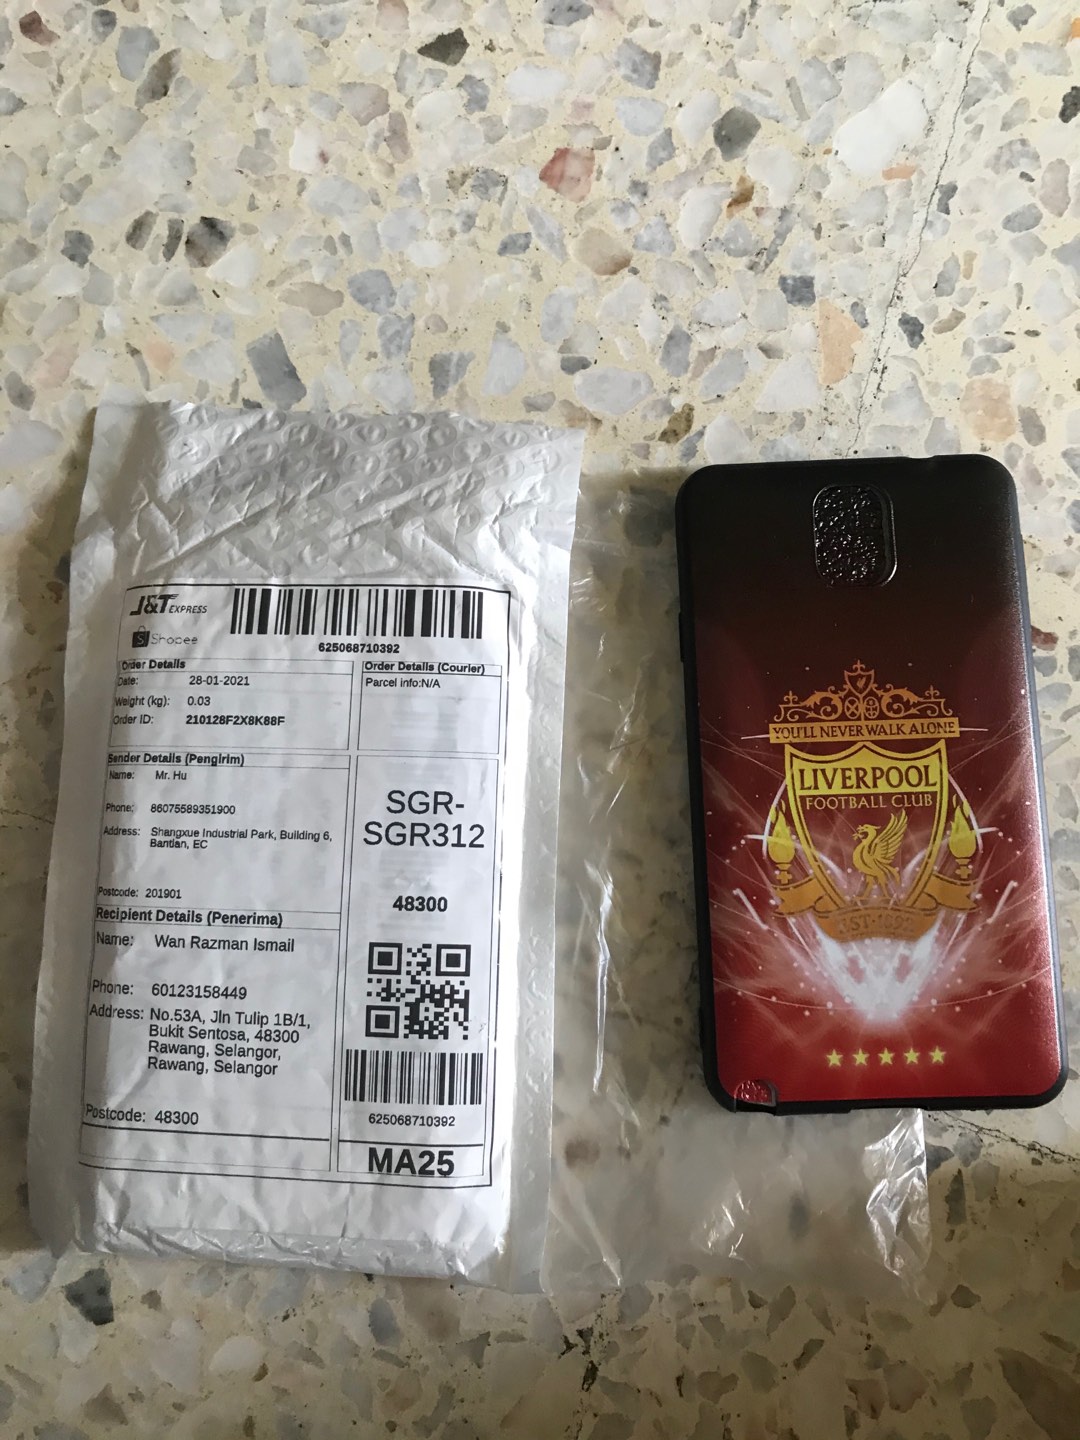 J&T EXPRESS
Shopee
625068710392
Order Details
Date: 28-01-2021
Weight (kg): 0.03
Order ID: 210128F2X8K88F
Order Details (Courier)
Parcel info:N/A
Sender Details (Pengirim)
Name: Mr. Hu
Phone: 86075589351900
Address: Shangxue Industrial Park, Building 6,
Bantian, EC
Postcode: 201901
Recipient Details (Penerima)
Name: Wan Razman Ismail
Phone: 60123158449
Address: No.53A, Jln Tulip 1B/1,
Bukit Sentosa, 48300
Rawang, Selangor,
Rawang, Selangor
Postcode: 48300
SGR-
SGR312
48300
625068710392
MA25
YOU'LL NEVER WALK ALONE
LIVERPOOL
FOOTBALL CLUB
EST·1892